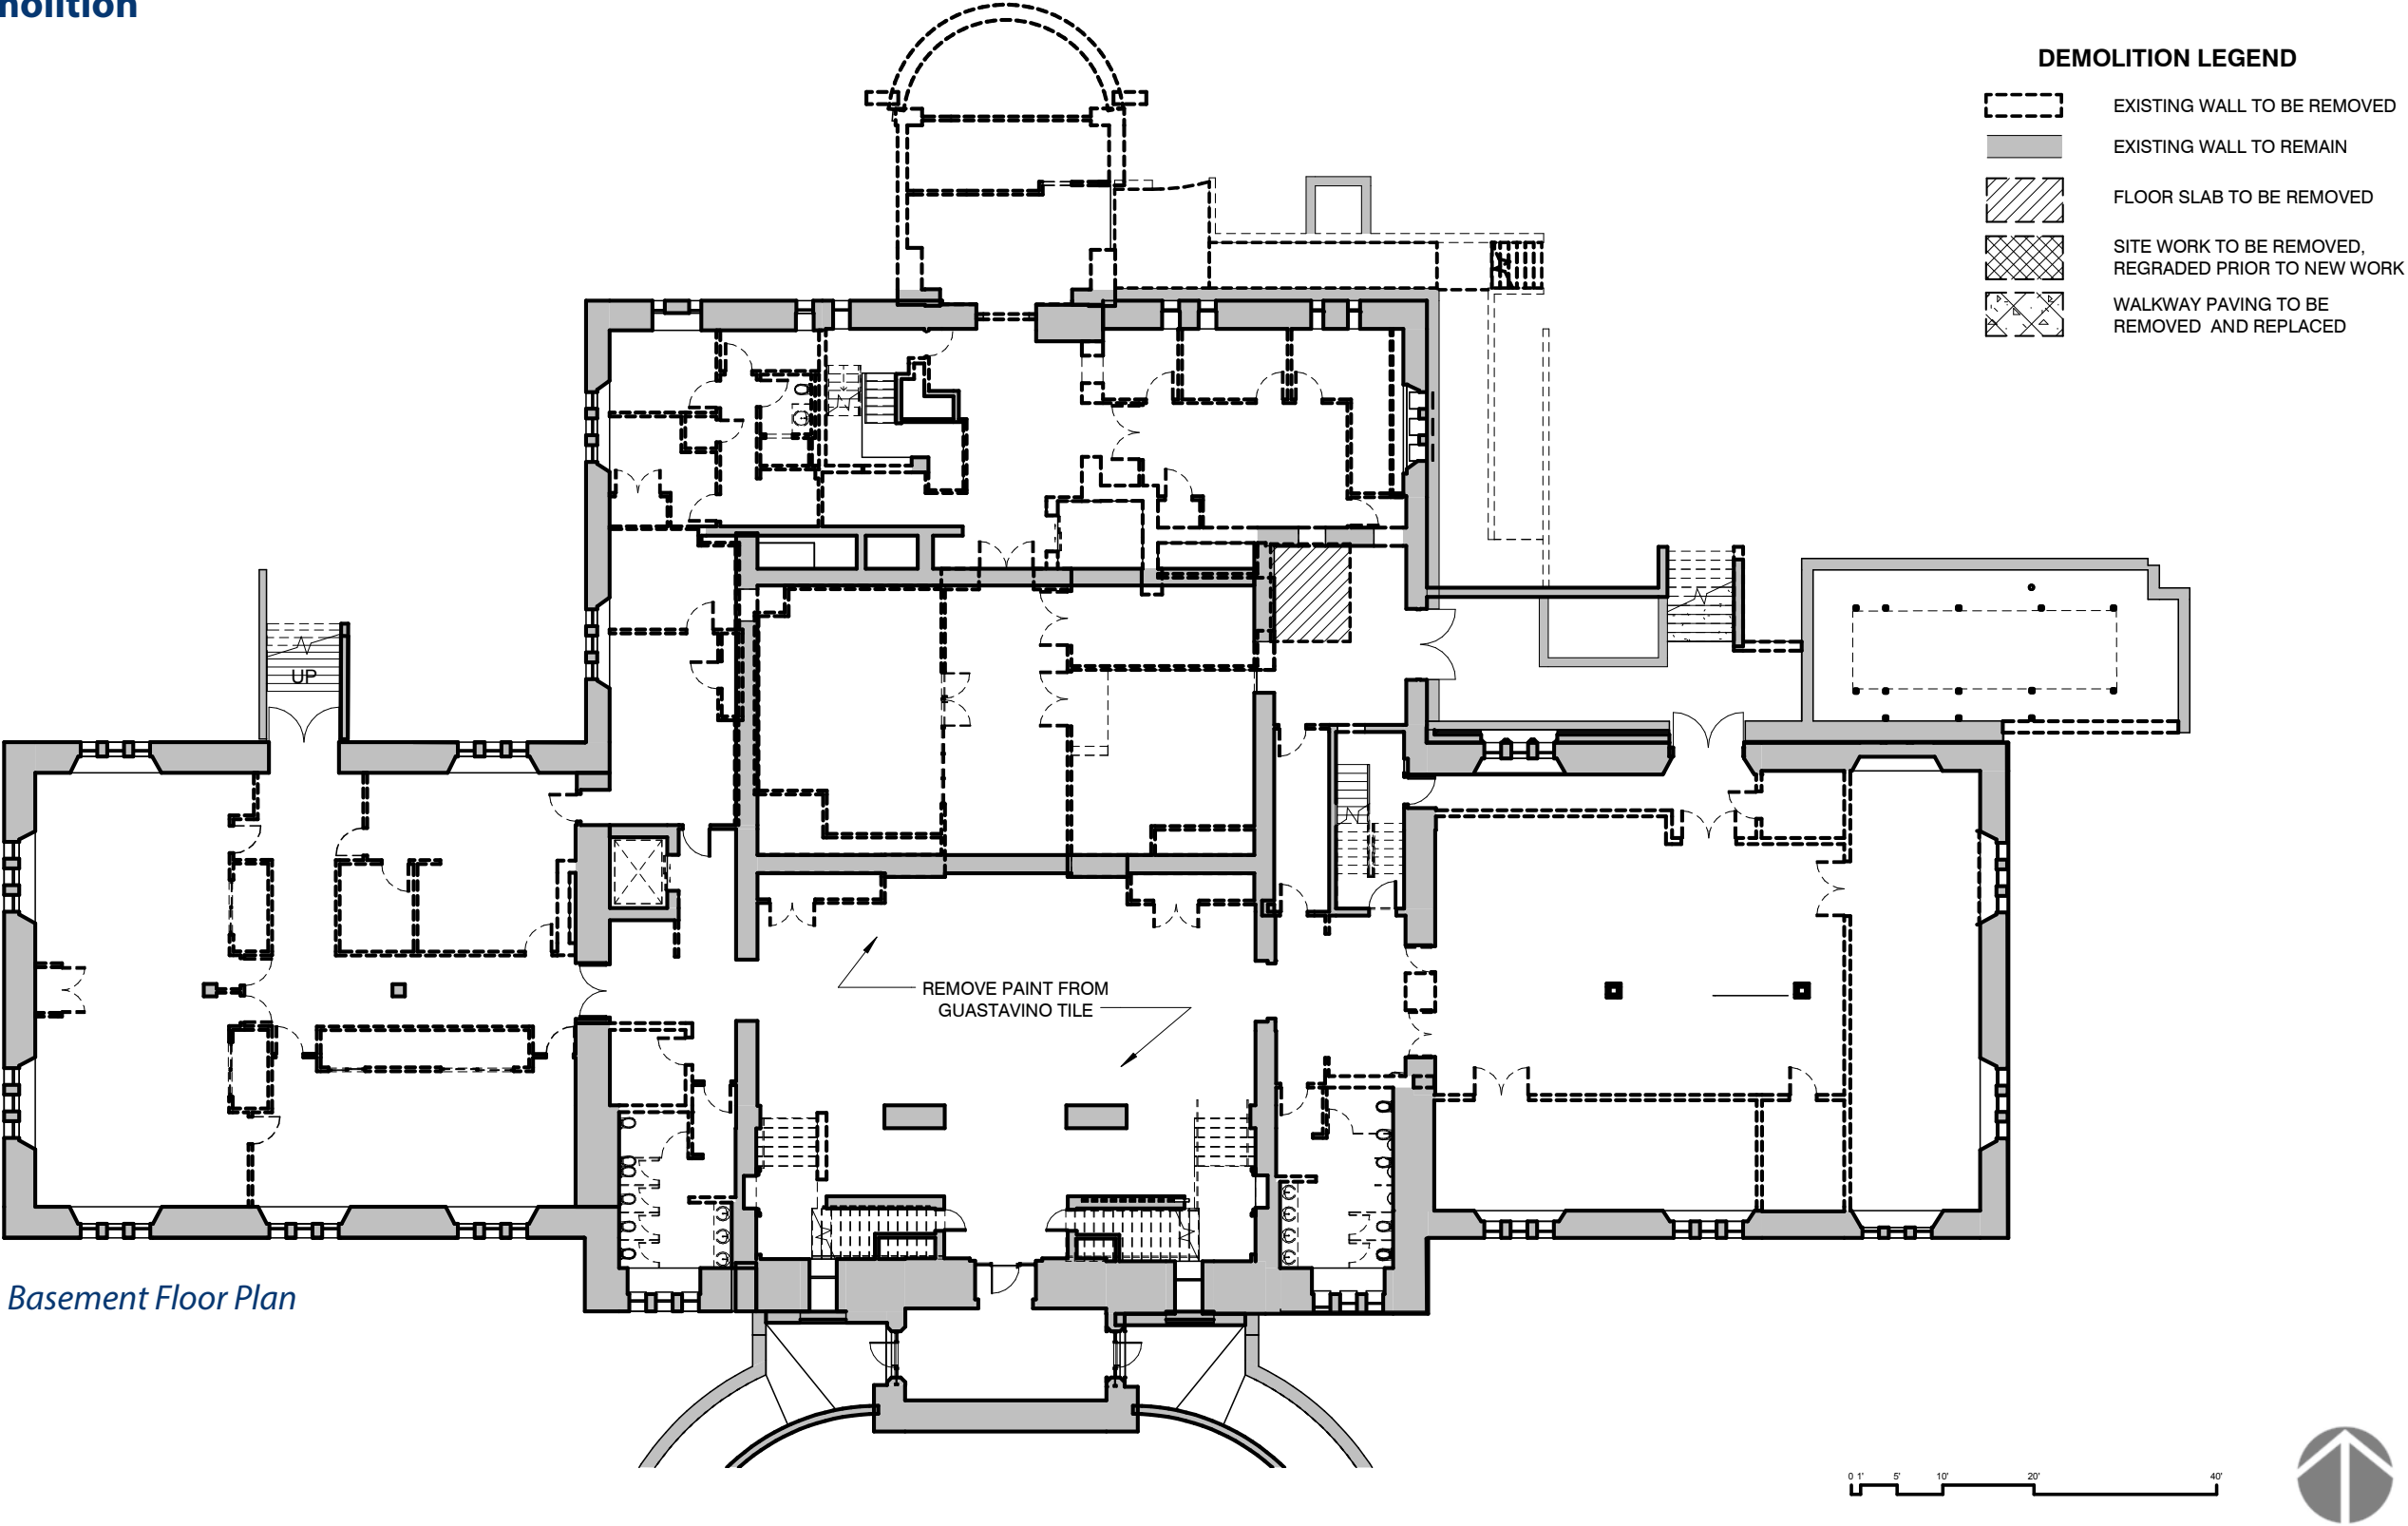 DEMOLITION LEGEND
EXISTING WALL TO BE REMOVED
EXISTING WALL TO REMAIN
FLOOR SLAB TO BE REMOVED
SITE WORK TO BE REMOVED,
REGRADED PRIOR TO NEW WORK
WALKWAY PAVING TO BE
REMOVED AND REPLACED
UP
REMOVE PAINT FROM
GUASTAVINO TILE
Basement Floor Plan
0 1' 5' 10' 20' 40'